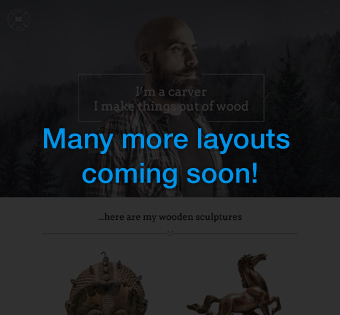 I'm a carver
I make things out of wood
Many more layouts
coming soon!
..here are my wooden sculptures